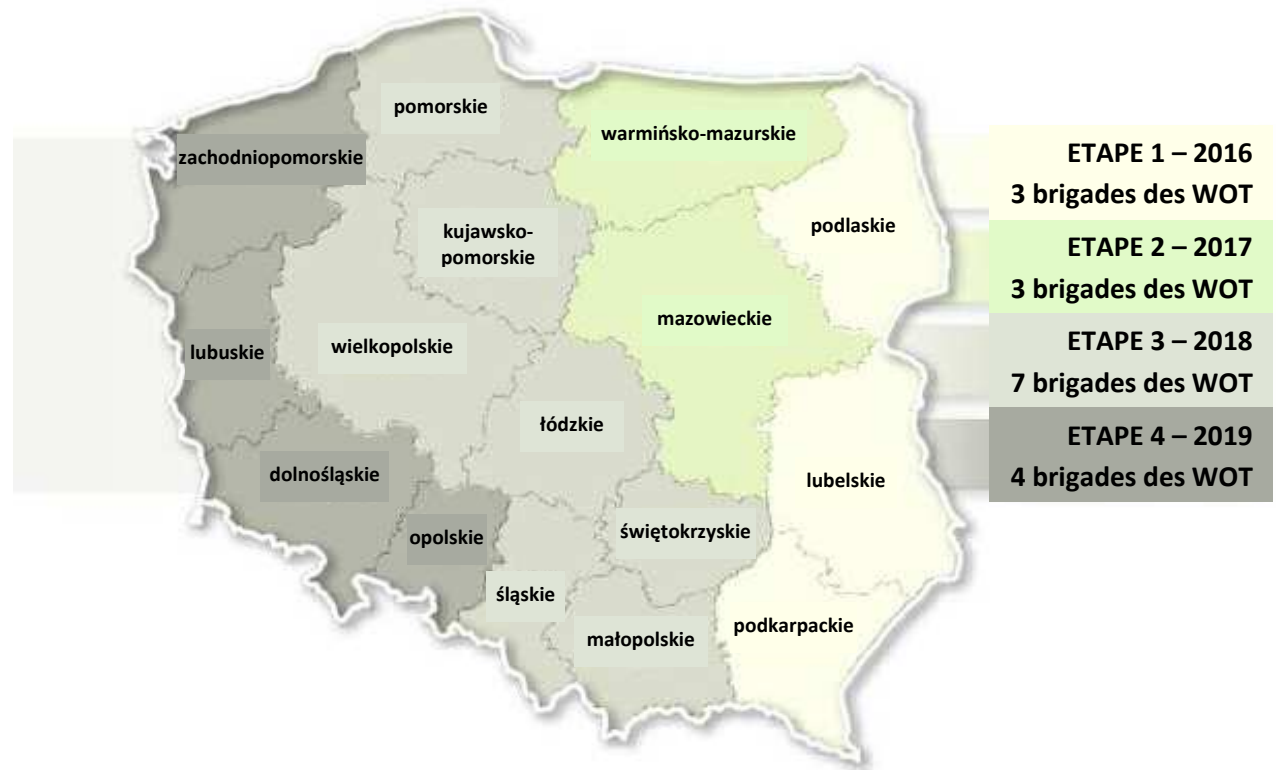 pomorskie
warmińsko-mazurskie
zachodniopomorskie
podlaskie
kujawsko-
pomorskie
mazowieckie
lubuskie
wielkopolskie
łódzkie
dolnośląskie
lubelskie
opolskie
świętokrzyskie
śląskie
małopolskie
podkarpackie
ETAPE 1 – 2016
3 brigades des WOT
ETAPE 2 – 2017
3 brigades des WOT
ETAPE 3 – 2018
7 brigades des WOT
ETAPE 4 – 2019
4 brigades des WOT